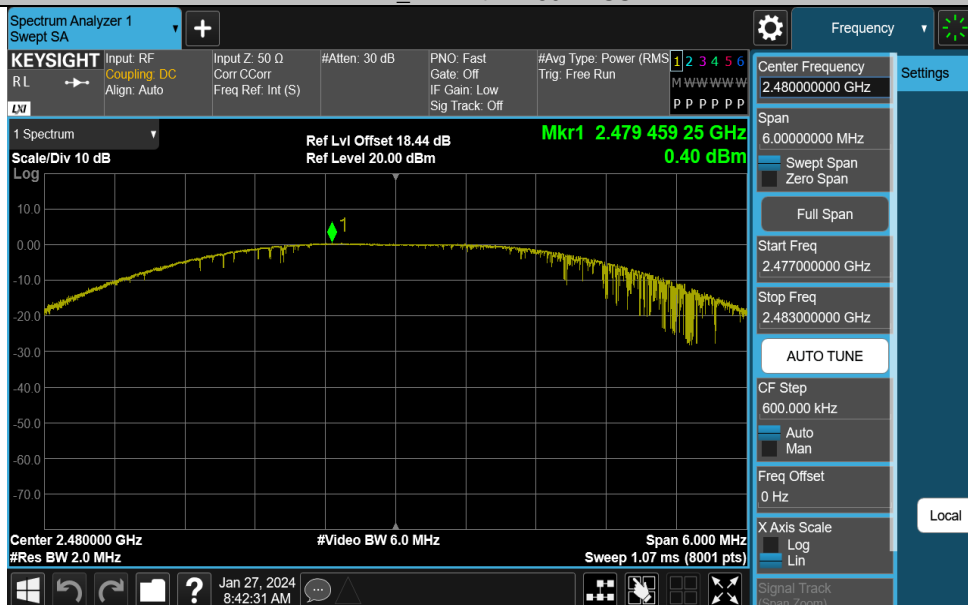 Spectrum Analyzer 1
Swept SA
+
Frequency
KEYSIGHT
RL
LXI
Input: RF
Coupling: DC
Align: Auto
Input Z: 50 Ω
Corr CCorr
Freq Ref: Int (S)
#Atten: 30 dB
PNO: Fast
Gate: Off
IF Gain: Low
Sig Track: Off
#Avg Type: Power (RMS
Trig: Free Run
1 2 3 4 5 6
M W W W W W
P P P P P P
Center Frequency
2.480000000 GHz
Settings
Span
6.00000000 MHz
Swept Span
Zero Span
Full Span
Start Freq
2.477000000 GHz
Stop Freq
2.483000000 GHz
AUTO TUNE
CF Step
600.000 kHz
Auto
Man
Freq Offset
0 Hz
X Axis Scale
Log
Lin
Signal Track
(Span Zoom)
Local
1 Spectrum
Scale/Div 10 dB
Log
Ref Lvl Offset 18.44 dB
Ref Level 20.00 dBm
Mkr1 2.479 459 25 GHz
0.40 dBm
1
10.0
0.00
-10.0
-20.0
-30.0
-40.0
-50.0
-60.0
-70.0
Center 2.480000 GHz
#Res BW 2.0 MHz
#Video BW 6.0 MHz
Span 6.000 MHz
Sweep 1.07 ms (8001 pts)
?
Jan 27, 2024
8:42:31 AM